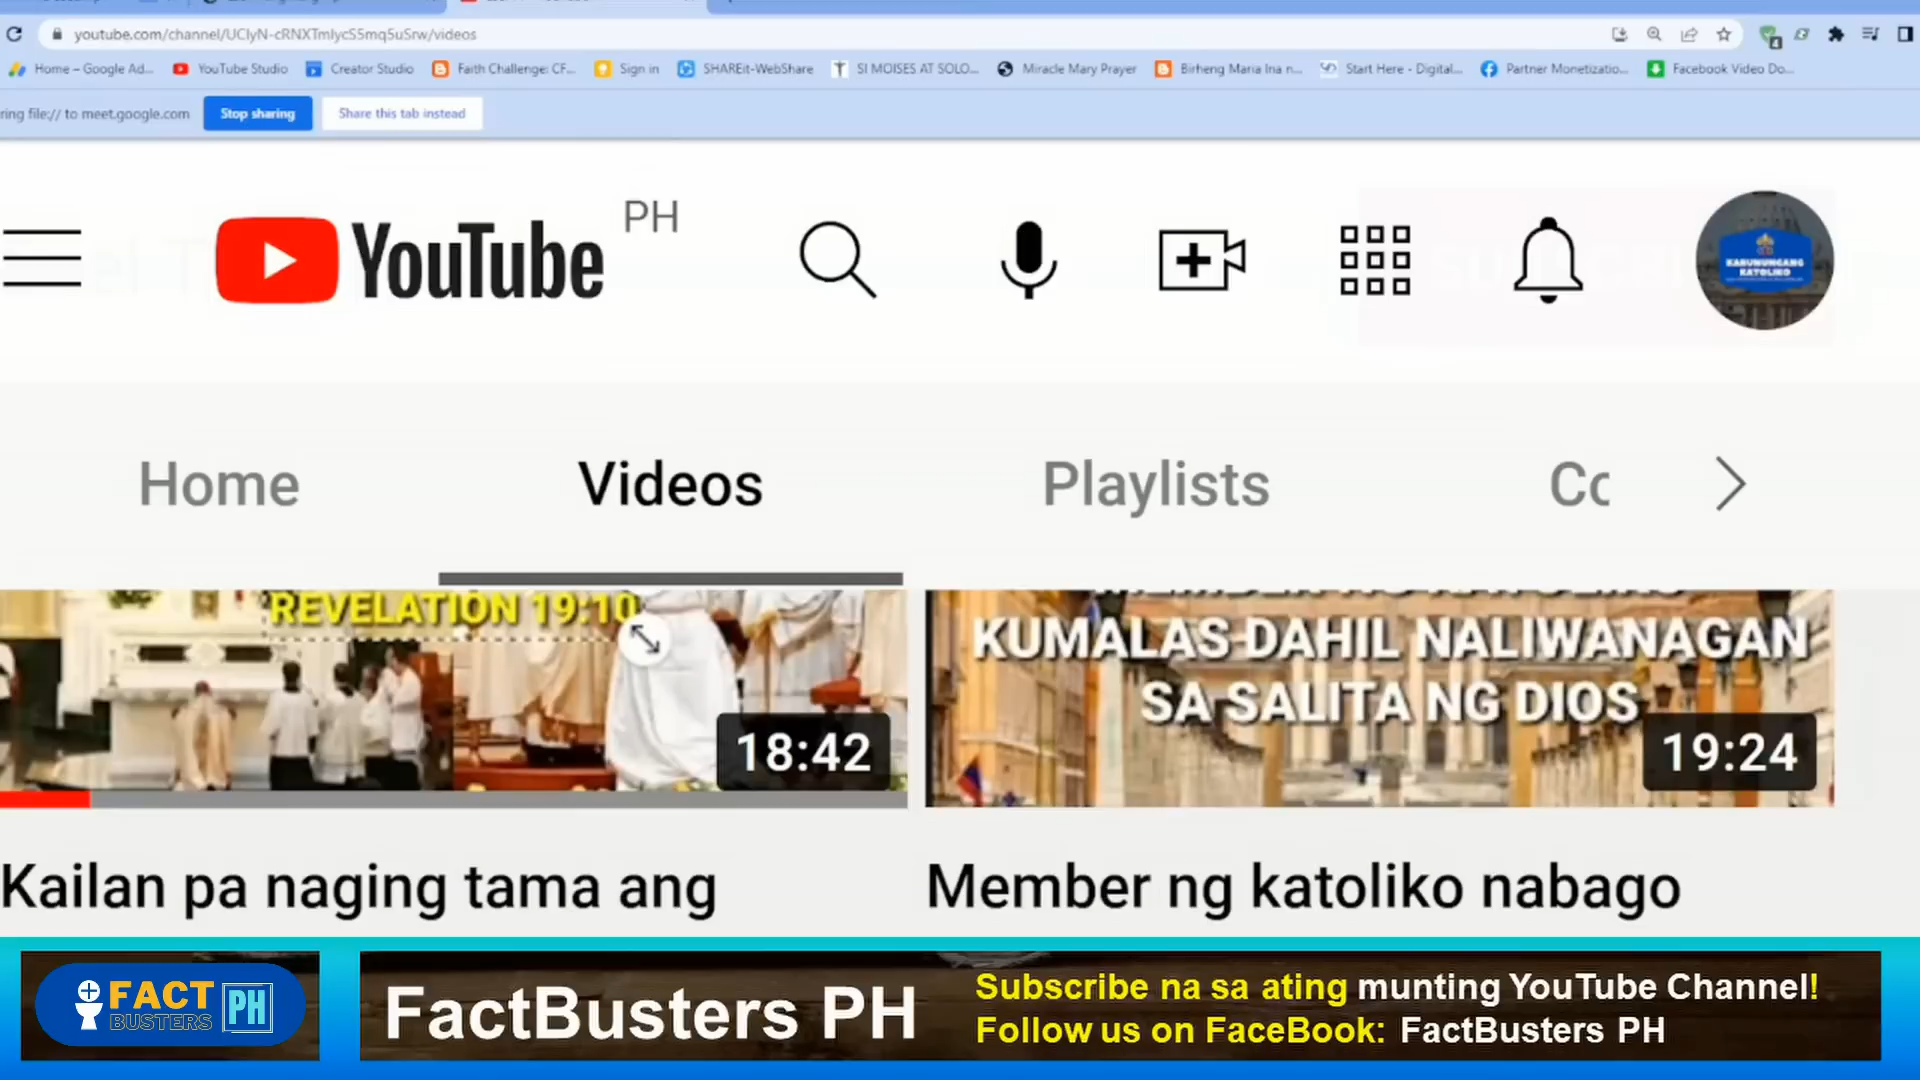 youtube.com/channel/UClyN-cRNXTmlycS5mq5uSrw/videos
Home – Google Ad...
YouTube Studio
Creator Studio
Faith Challenge: CF...
Sign in
SHAREit-WebShare
SI MOISES AT SOLO...
Miracle Mary Prayer
Birheng Maria Ina n...
Start Here - Digital...
Partner Monetizatio...
Facebook Video Do...
ring file:// to meet.google.com
Stop sharing
Share this tab instead
YouTube PH
KARUNUNGANG
KATOLIKO
Home
Videos
Playlists
Co
REVELATION 19:10
18:42
KUMALAS DAHIL NALIWANAGAN
SA SALITA NG DIOS
19:24
Kailan pa naging tama ang
Member ng katoliko nabago
FACT
BUSTERS
PH
FactBusters PH
Subscribe na sa ating munting YouTube Channel!
Follow us on FaceBook: FactBusters PH